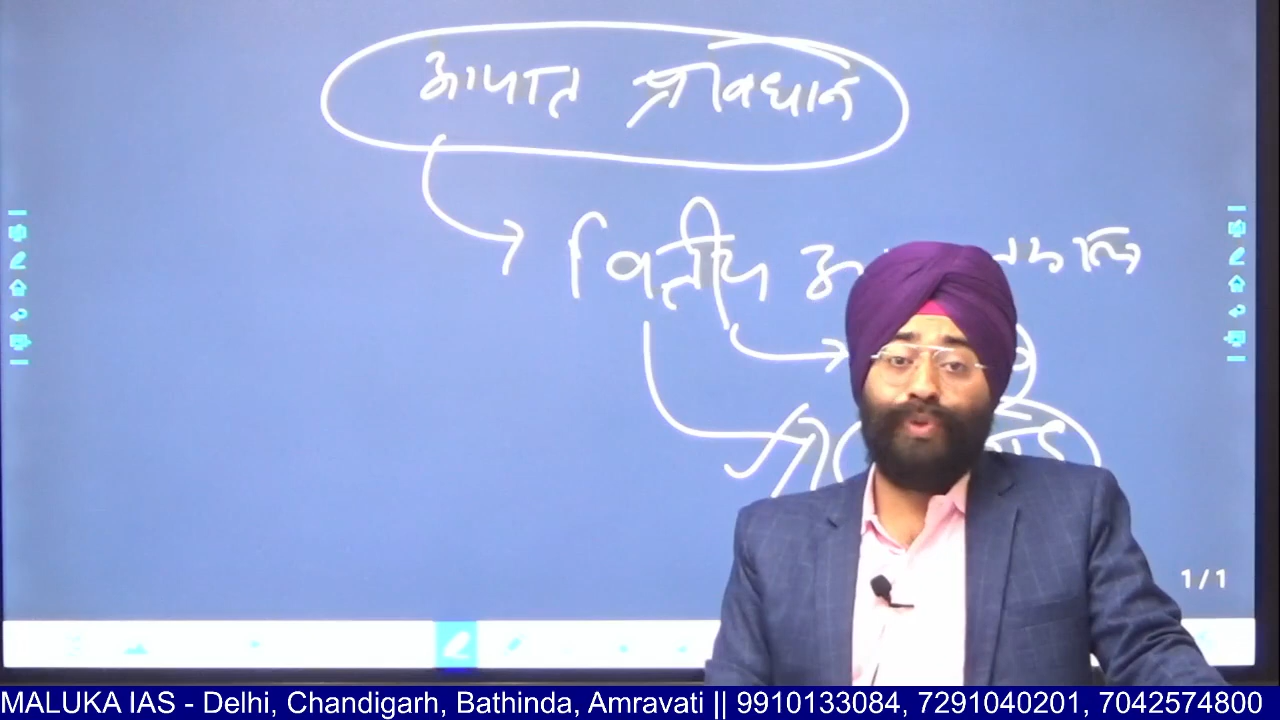 आपात प्रावधान
वित्तीय
1/1
MALUKA IAS - Delhi, Chandigarh, Bathinda, Amravati || 9910133084, 7291040201, 7042574800